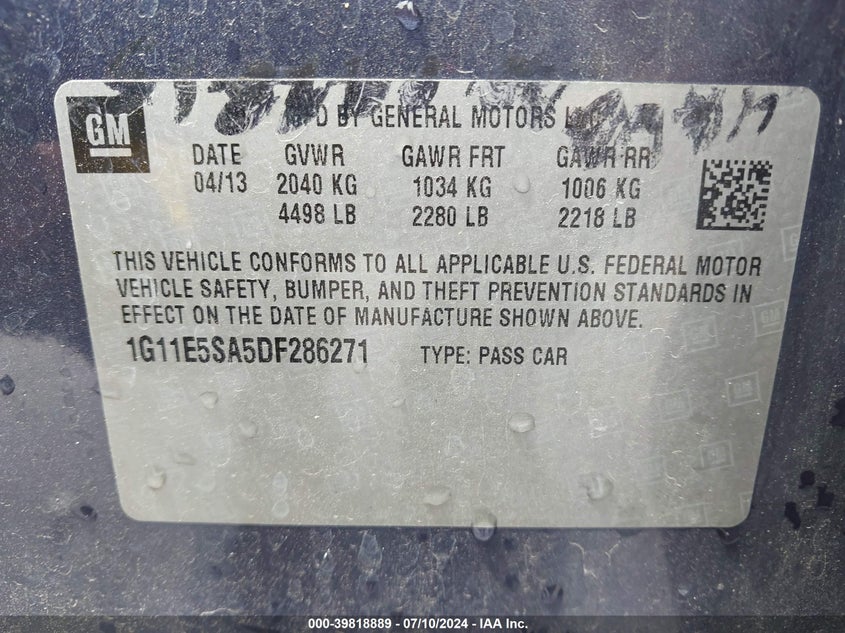 GM
BY GENERAL MOTORS
DATE GVWR GAWR FRT GAWR RR
04/13 2040 KG 1034 KG 1006 KG
4498 LB 2280 LB 2218 LB
THIS VEHICLE CONFORMS TO ALL APPLICABLE U.S. FEDERAL MOTOR
VEHICLE SAFETY, BUMPER, AND THEFT PREVENTION STANDARDS IN
EFFECT ON THE DATE OF MANUFACTURE SHOWN ABOVE.
1G11E5SA5DF286271 TYPE: PASS CAR
000-39818889 / 07/10/2024 - IAA Inc.